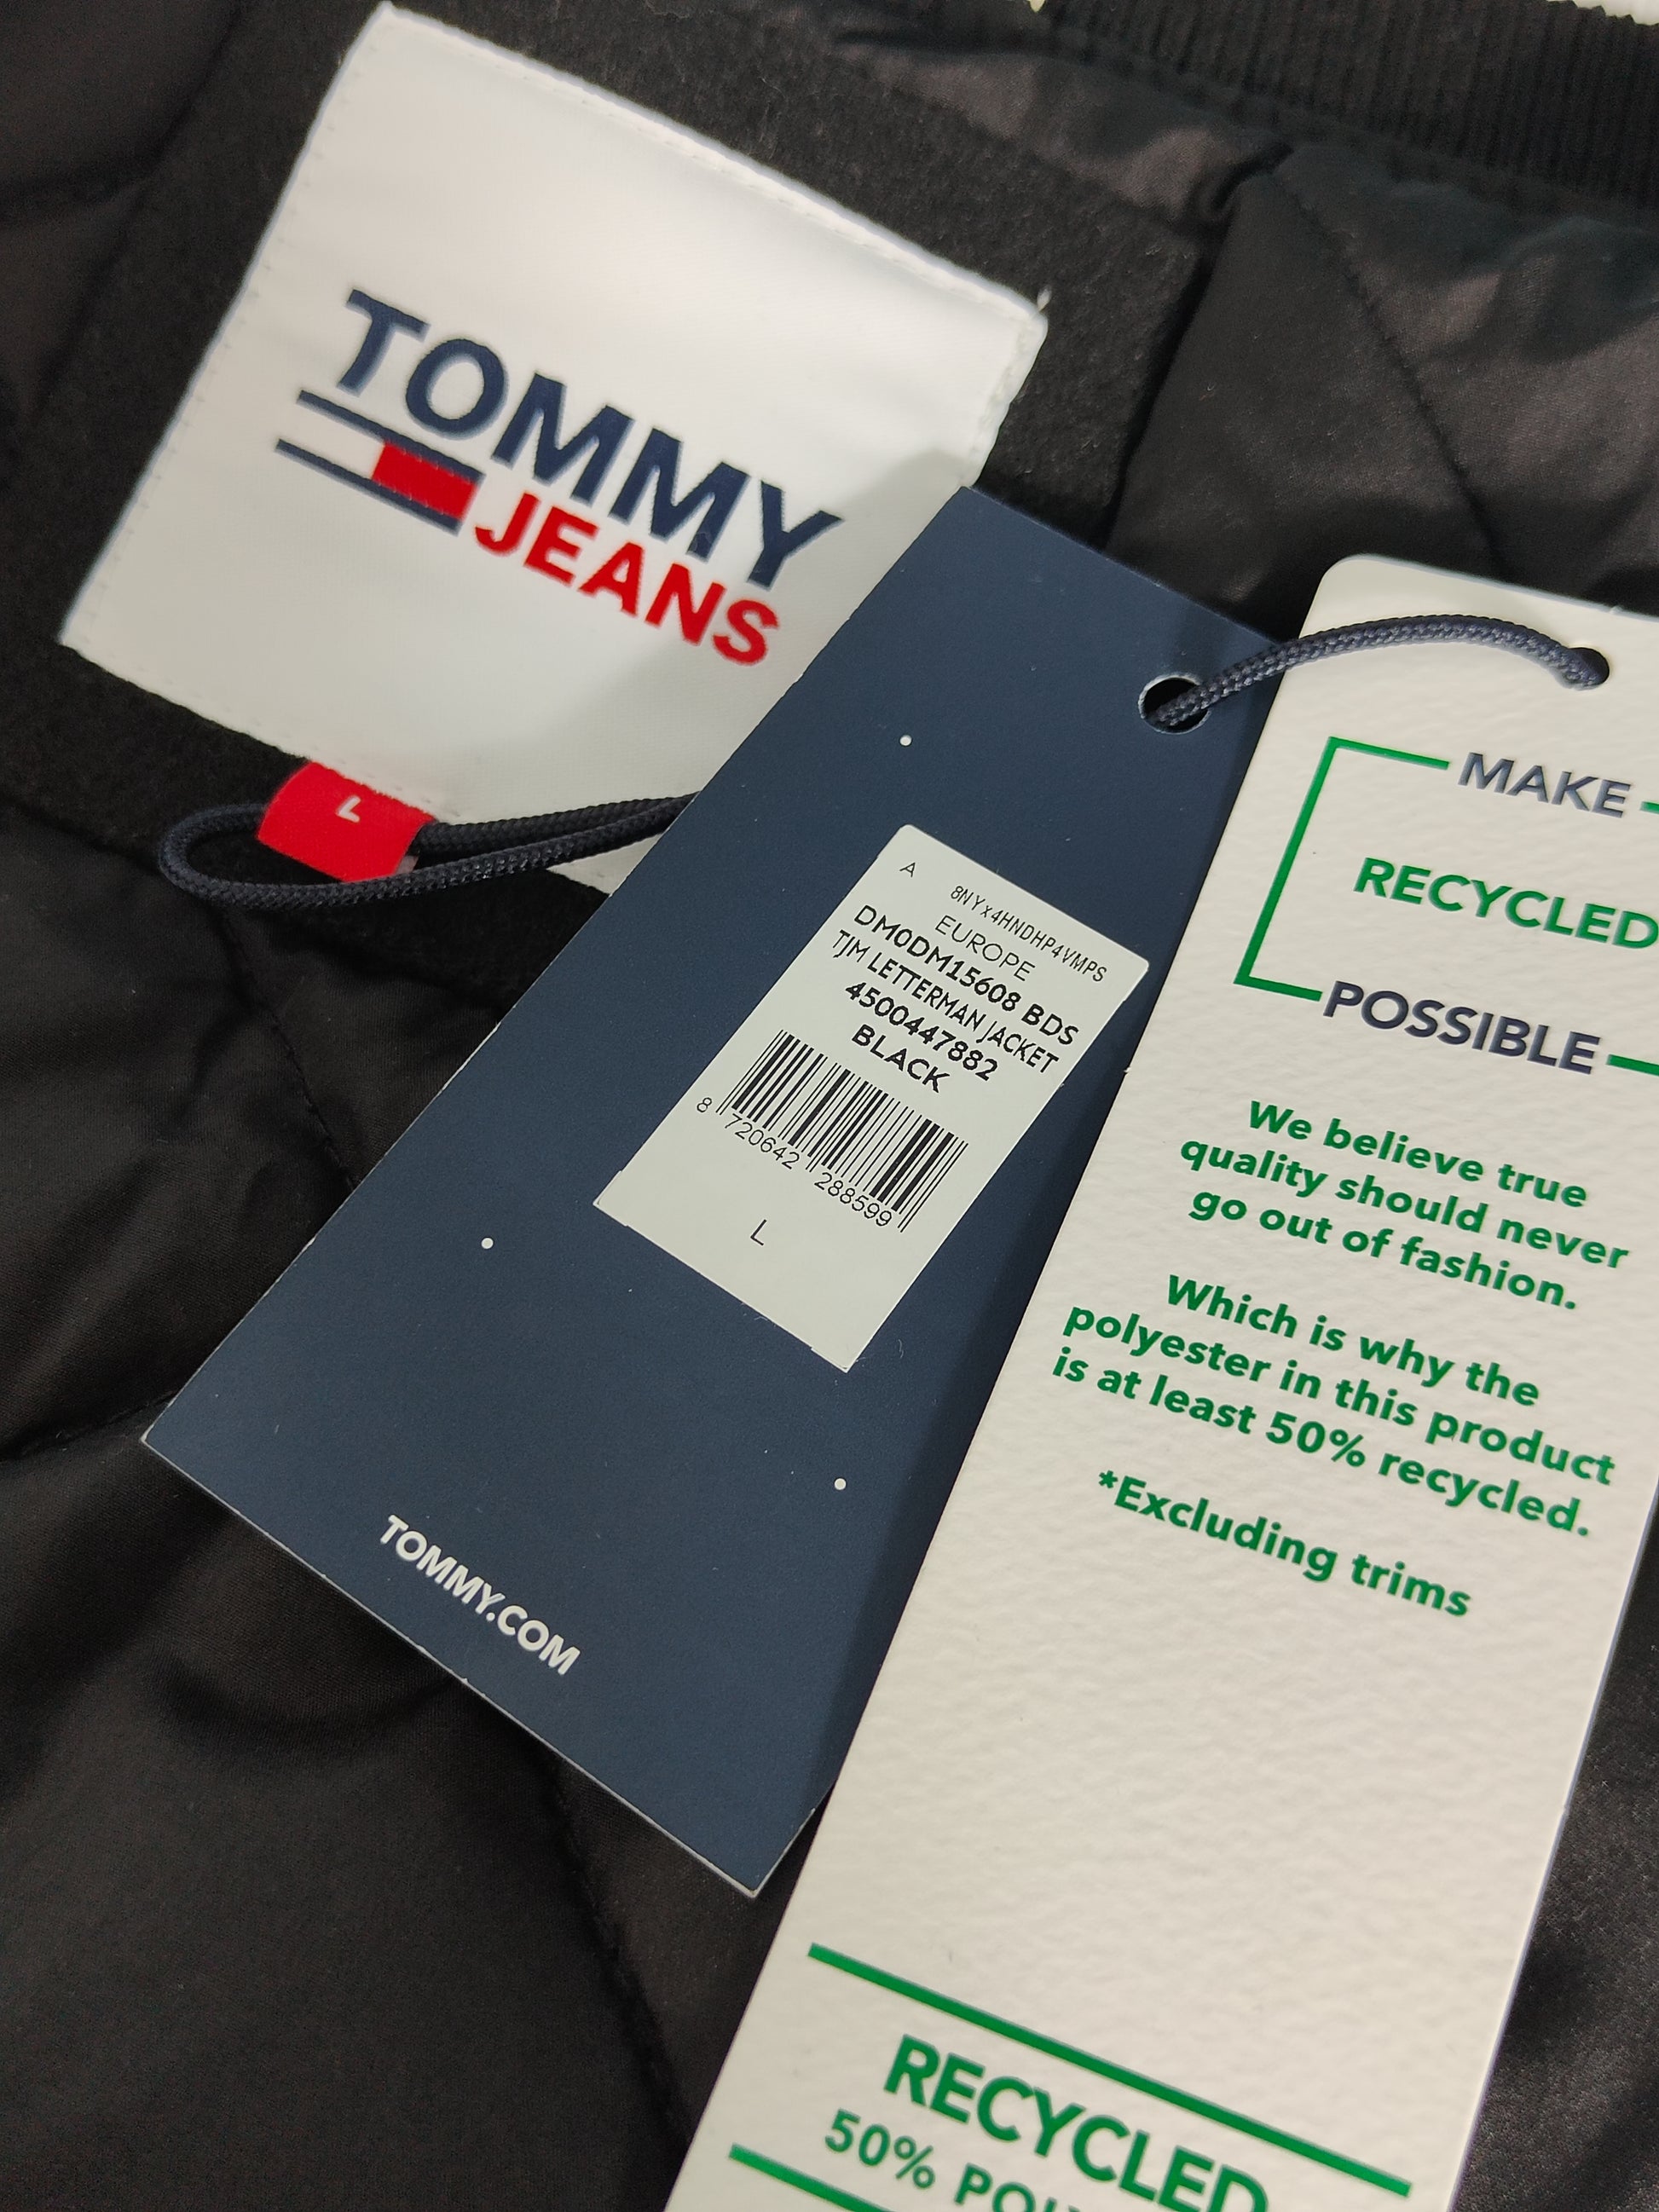 TOMMY
JEANS
L
A
8NYx4HNDHP4VMPS
EUROPE
DM0DM15608 BDS
TJM LETTERMAN JACKET
4500447882
BLACK
8 720642 288599
L
TOMMY.COM
MAKE
RECYCLED
POSSIBLE
We believe true
quality should never
go out of fashion.
Which is why the
polyester in this product
is at least 50% recycled.
*Excluding trims
RECYCLED
50%